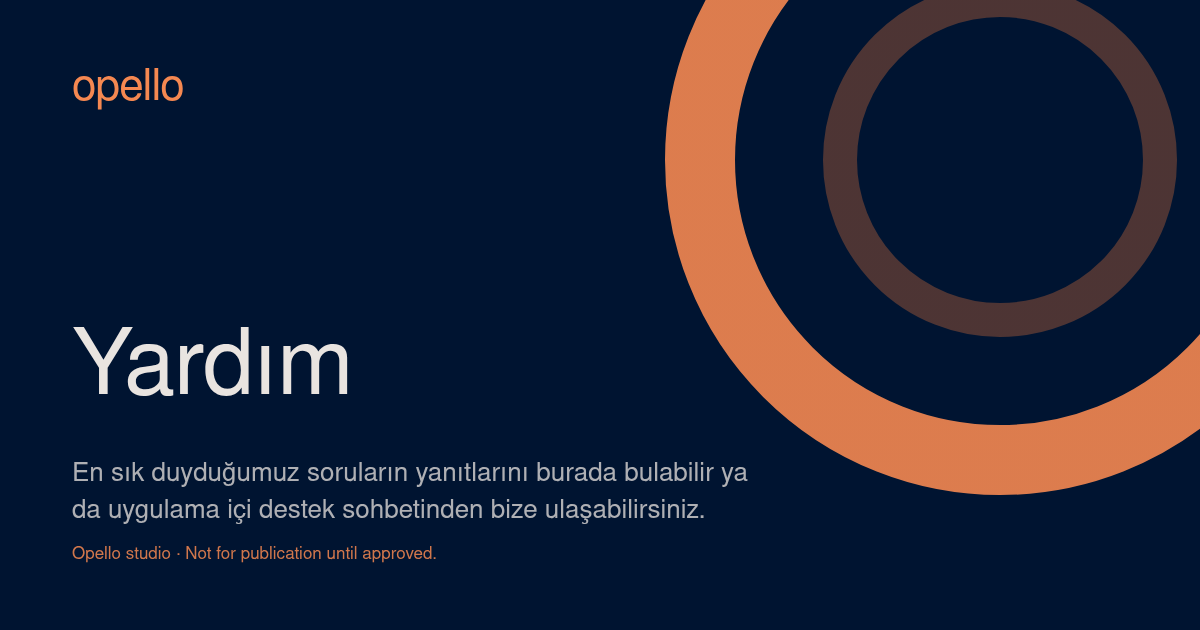 opello
Yardım
En sık duyduğumuz soruların yanıtlarını burada bulabilir ya
da uygulama içi destek sohbetinden bize ulaşabilirsiniz.
Opello studio · Not for publication until approved.